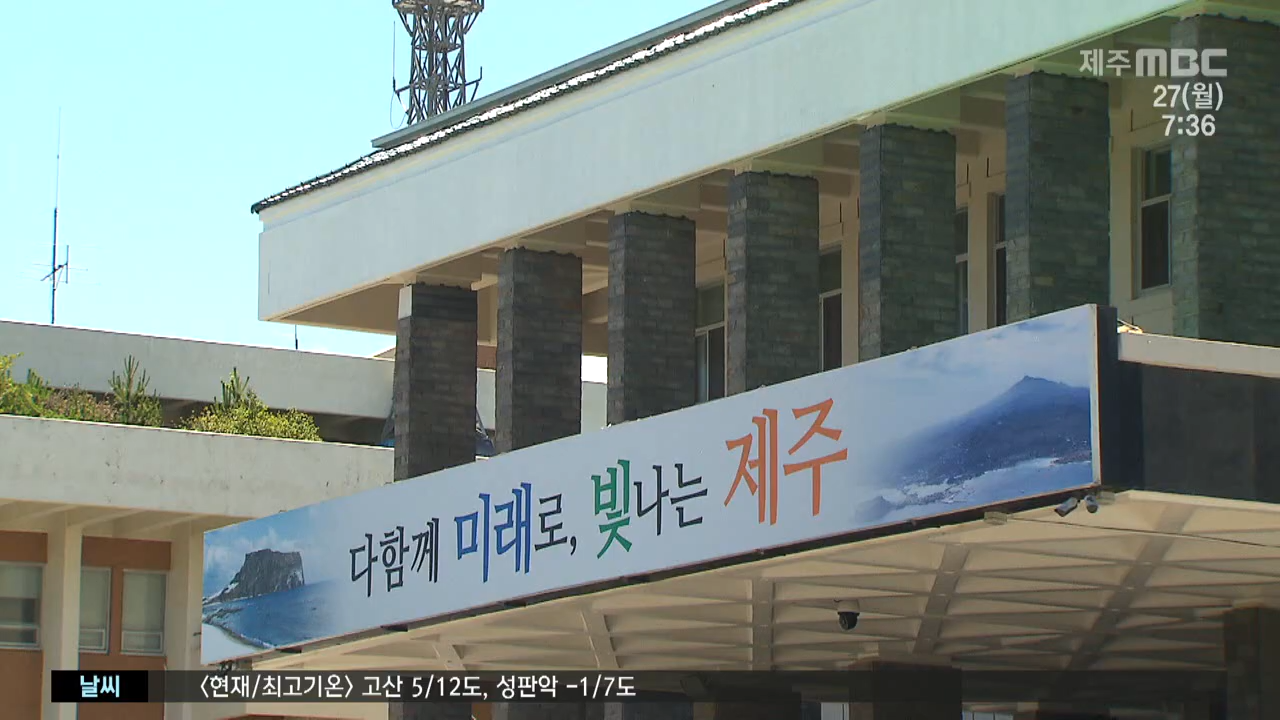 제주MBC
27(월)
7:36
다함께 미래로, 빛나는 제주
날씨 <현재/최고기온> 고산 5/12도, 성판악 -1/7도